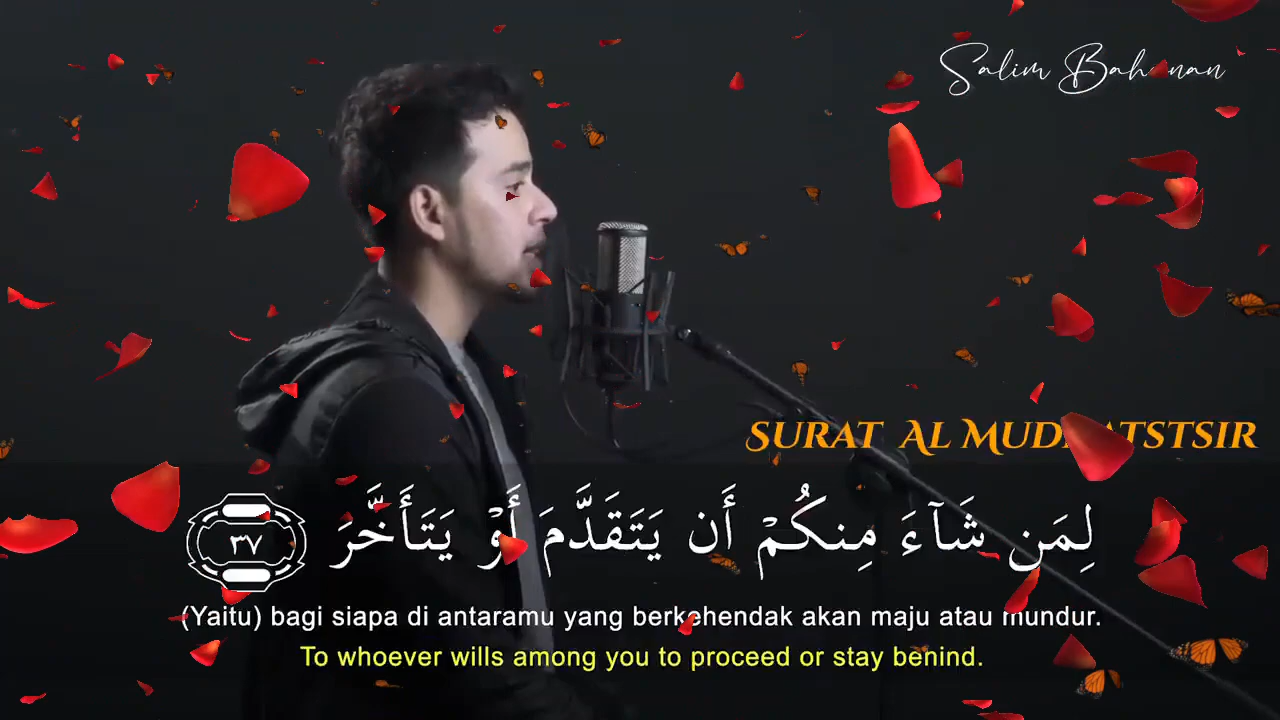 Salim Bahanan
SURAT AL MUDDATSTSIR
لِمَن شَآءَ مِنكُمْ أَن يَتَقَدَّمَ أَوْ يَتَأَخَّرَ ٣٧
(Yaitu) bagi siapa di antaramu yang berkehendak akan maju atau mundur.
To whoever wills among you to proceed or stay behind.